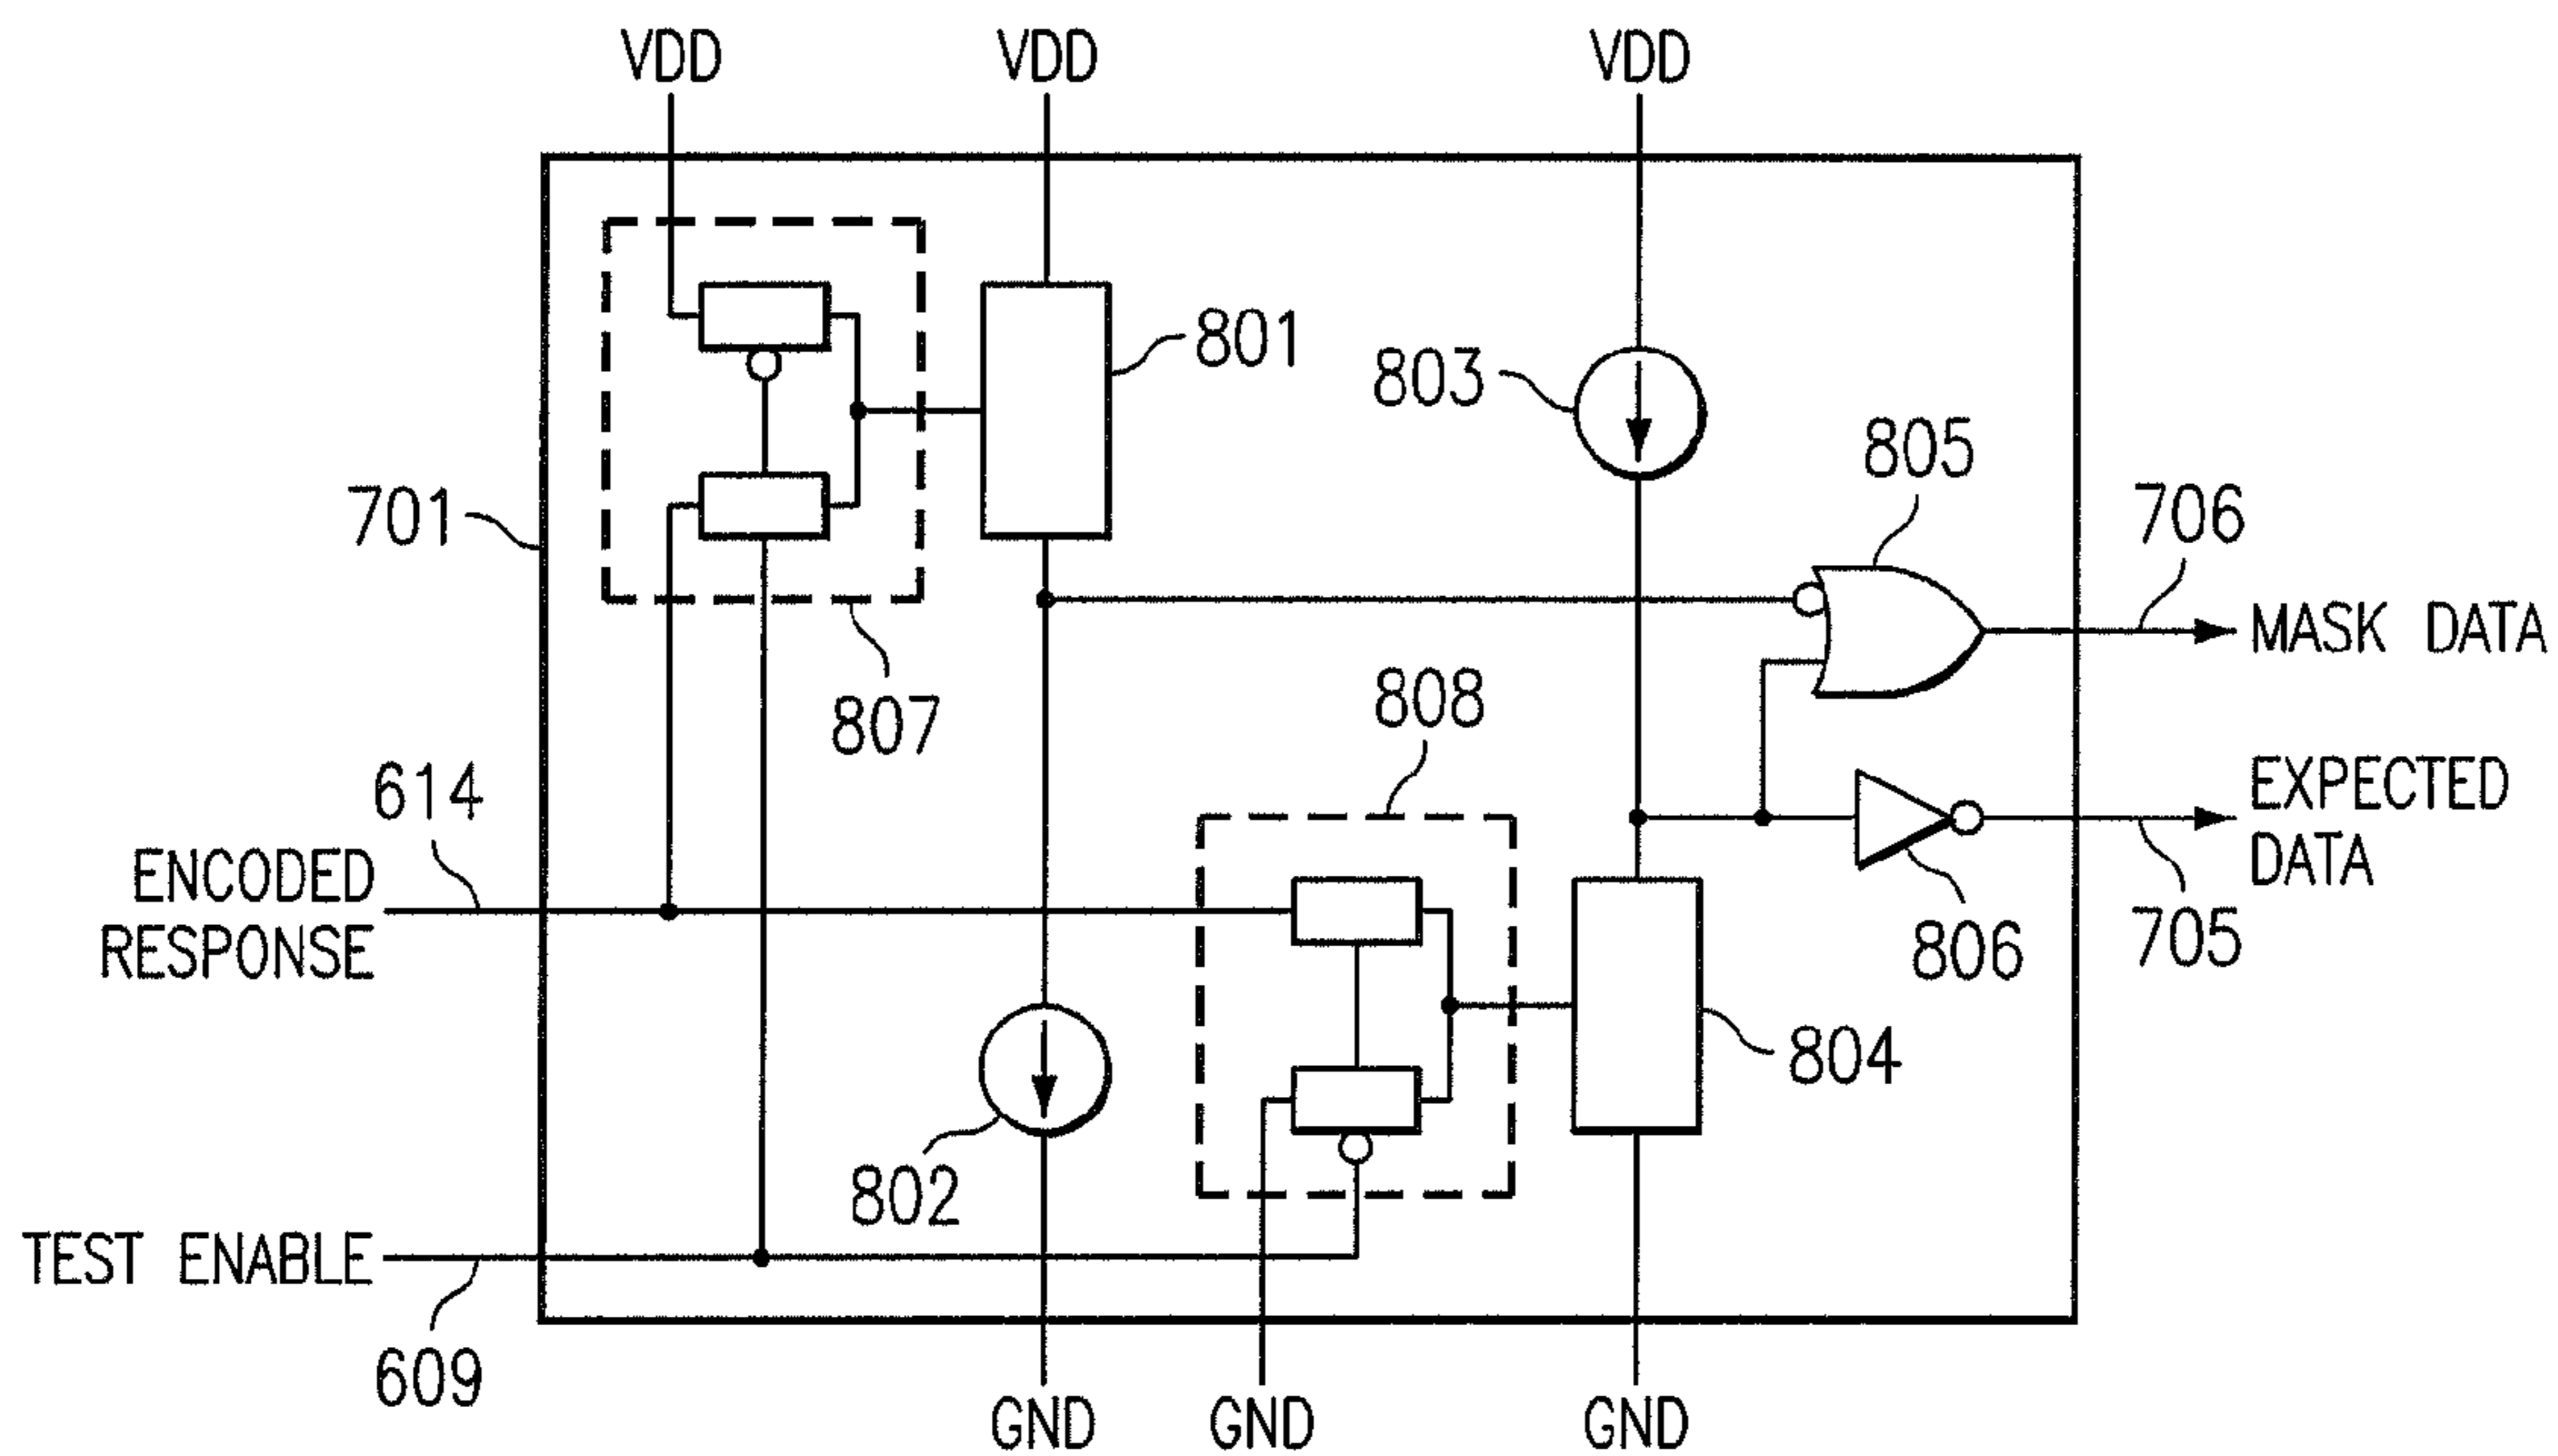 VDD
VDD
VDD
801
803
805
701
706
MASK DATA
807
808
614
ENCODED
RESPONSE
EXPECTED
DATA
806
705
804
802
TEST ENABLE
609
GND
GND
GND